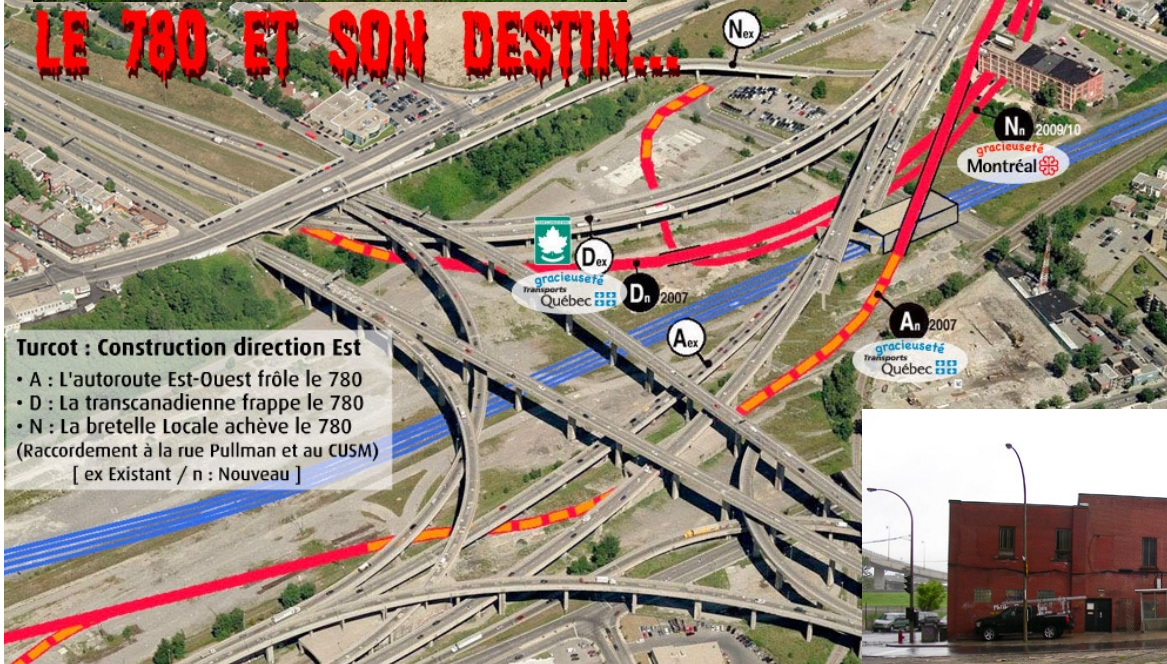 LE 780 ET SON DESTIN...
Nex
Nn 2009/10
gracieuseté
Montréal
Dex
gracieuseté
Transports
Québec
Dn 2007
Aex
An 2007
gracieuseté
Transports
Québec
Turcot : Construction direction Est
• A : L'autoroute Est-Ouest frôle le 780
• D : La transcanadienne frappe le 780
• N : La bretelle Locale achève le 780
(Raccordement à la rue Pullman et au CUSM)
[ ex Existant / n : Nouveau ]